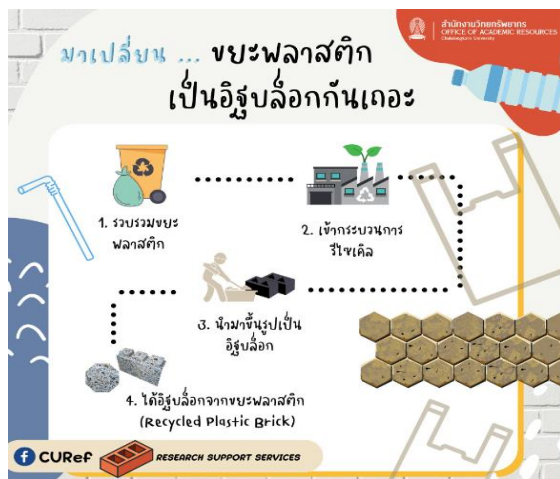 สำนักงานวิทยทรัพยากร
OFFICE OF ACADEMIC RESOURCES
Chulalongkorn University
มาเปลี่ยน ... ขยะพลาสติก
เป็นอิฐบล็อกกันเถอะ
1. รวบรวมขยะ
พลาสติก
2. เข้ากระบวนการ
รีไซเคิล
3. นำมาขึ้นรูปเป็น
อิฐบล็อก
4. ได้อิฐบล็อกจากขยะพลาสติก
(Recycled Plastic Brick)
f CURef
RESEARCH SUPPORT SERVICES